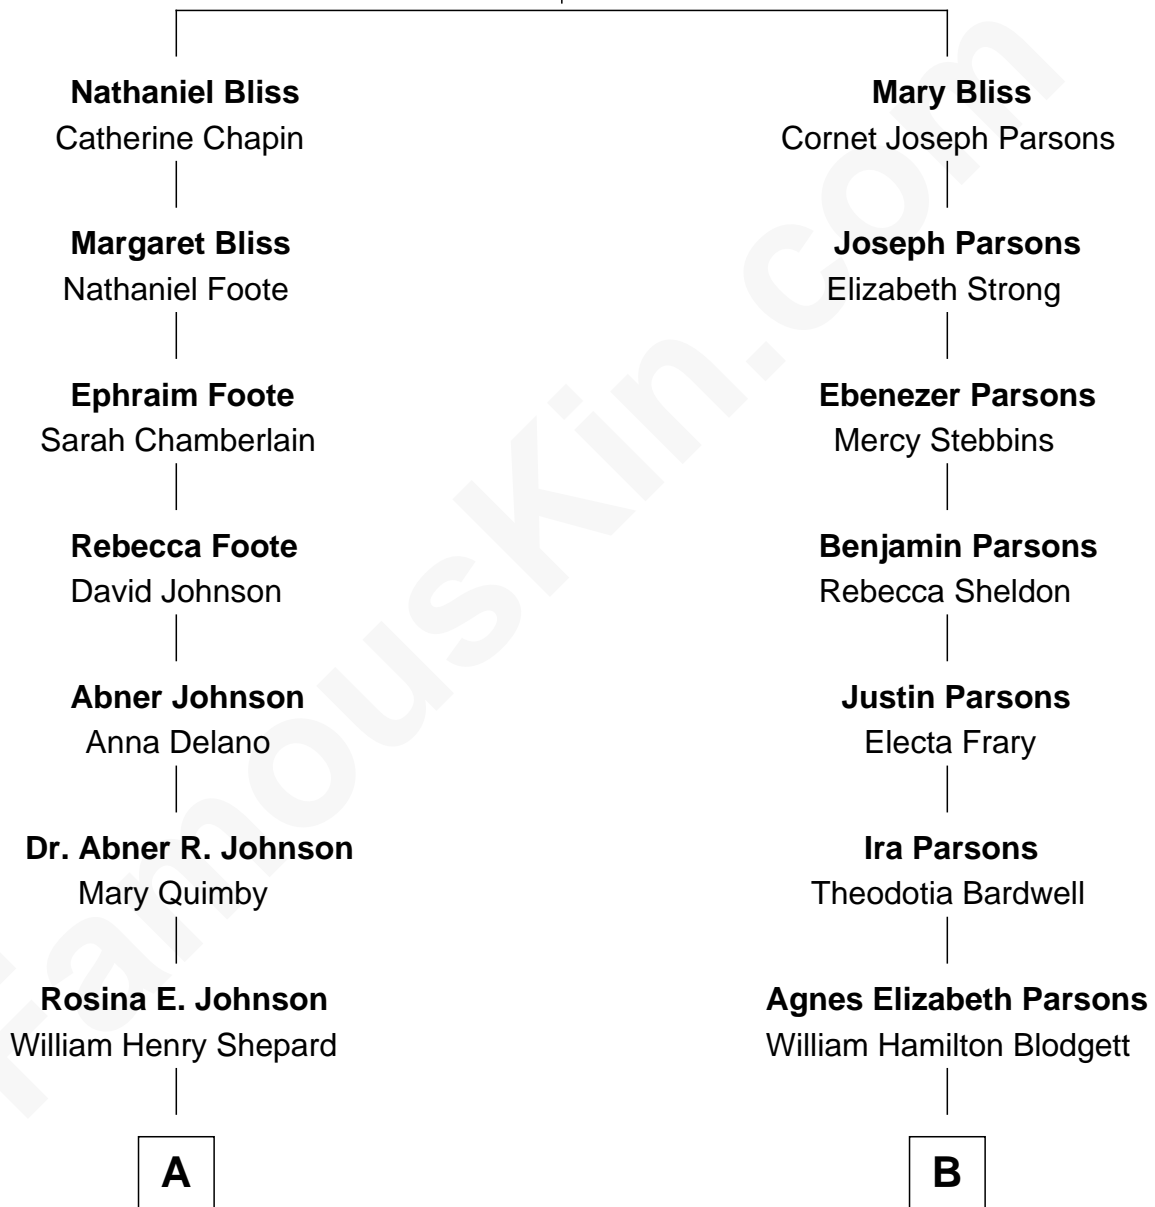 Nathaniel Bliss
Catherine Chapin
Margaret Bliss
Nathaniel Foote
Ephraim Foote
Sarah Chamberlain
Rebecca Foote
David Johnson
Abner Johnson
Anna Delano
Dr. Abner R. Johnson
Mary Quimby
Rosina E. Johnson
William Henry Shepard
A
Mary Bliss
Cornet Joseph Parsons
Joseph Parsons
Elizabeth Strong
Ebenezer Parsons
Mercy Stebbins
Benjamin Parsons
Rebecca Sheldon
Justin Parsons
Electa Frary
Ira Parsons
Theodotia Bardwell
Agnes Elizabeth Parsons
William Hamilton Blodgett
B
FamousKin.com